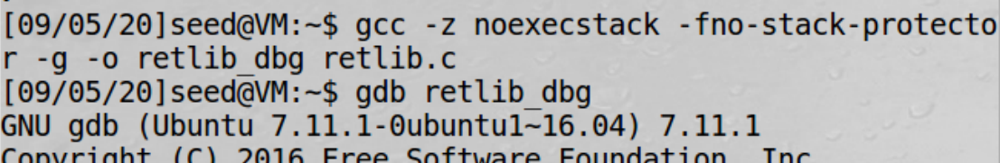 [09/05/20]seed@VM:~$ gcc -z noexecstack -fno-stack-protecto
r -g -o retlib_dbg retlib.c
[09/05/20]seed@VM:~$ gdb retlib_dbg
GNU gdb (Ubuntu 7.11.1-0ubuntu1~16.04) 7.11.1
Copyright (C) 2016 Free Software Foundation, Inc